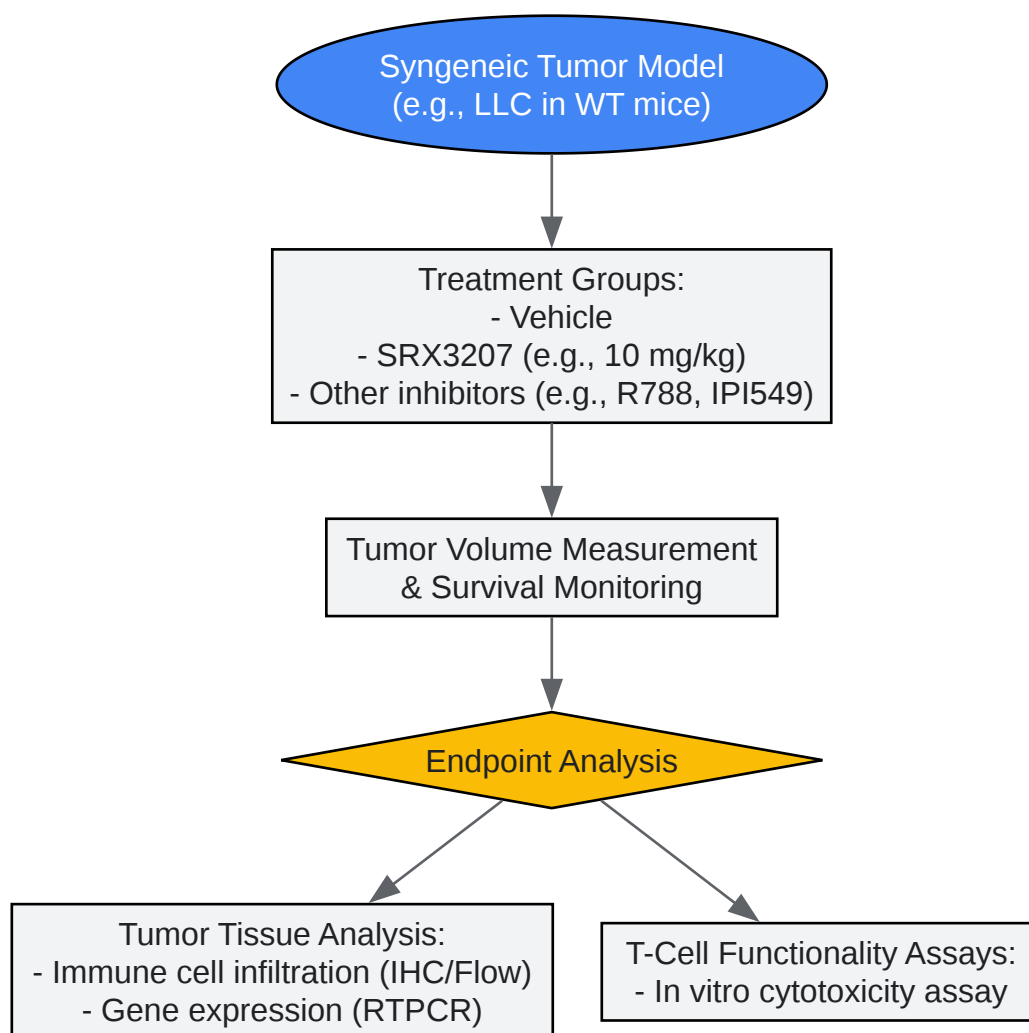 Syngeneic Tumor Model
(e.g., LLC in WT mice)
Treatment Groups:
- Vehicle
- SRX3207 (e.g., 10 mg/kg)
- Other inhibitors (e.g., R788, IPI549)
Tumor Volume Measurement
& Survival Monitoring
Endpoint Analysis
Tumor Tissue Analysis:
- Immune cell infiltration (IHC/Flow)
- Gene expression (RTPCR)
T-Cell Functionality Assays:
- In vitro cytotoxicity assay